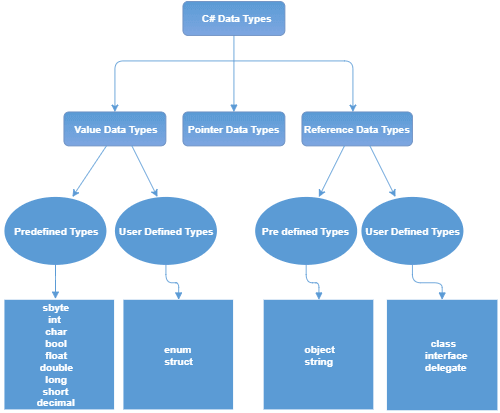 C# Data Types
Value Data Types
Pointer Data Types
Reference Data Types
Predefined Types
User Defined Types
Pre defined Types
User Defined Types
sbyte
int
char
bool
float
double
long
short
decimal
enum
struct
object
string
class
interface
delegate